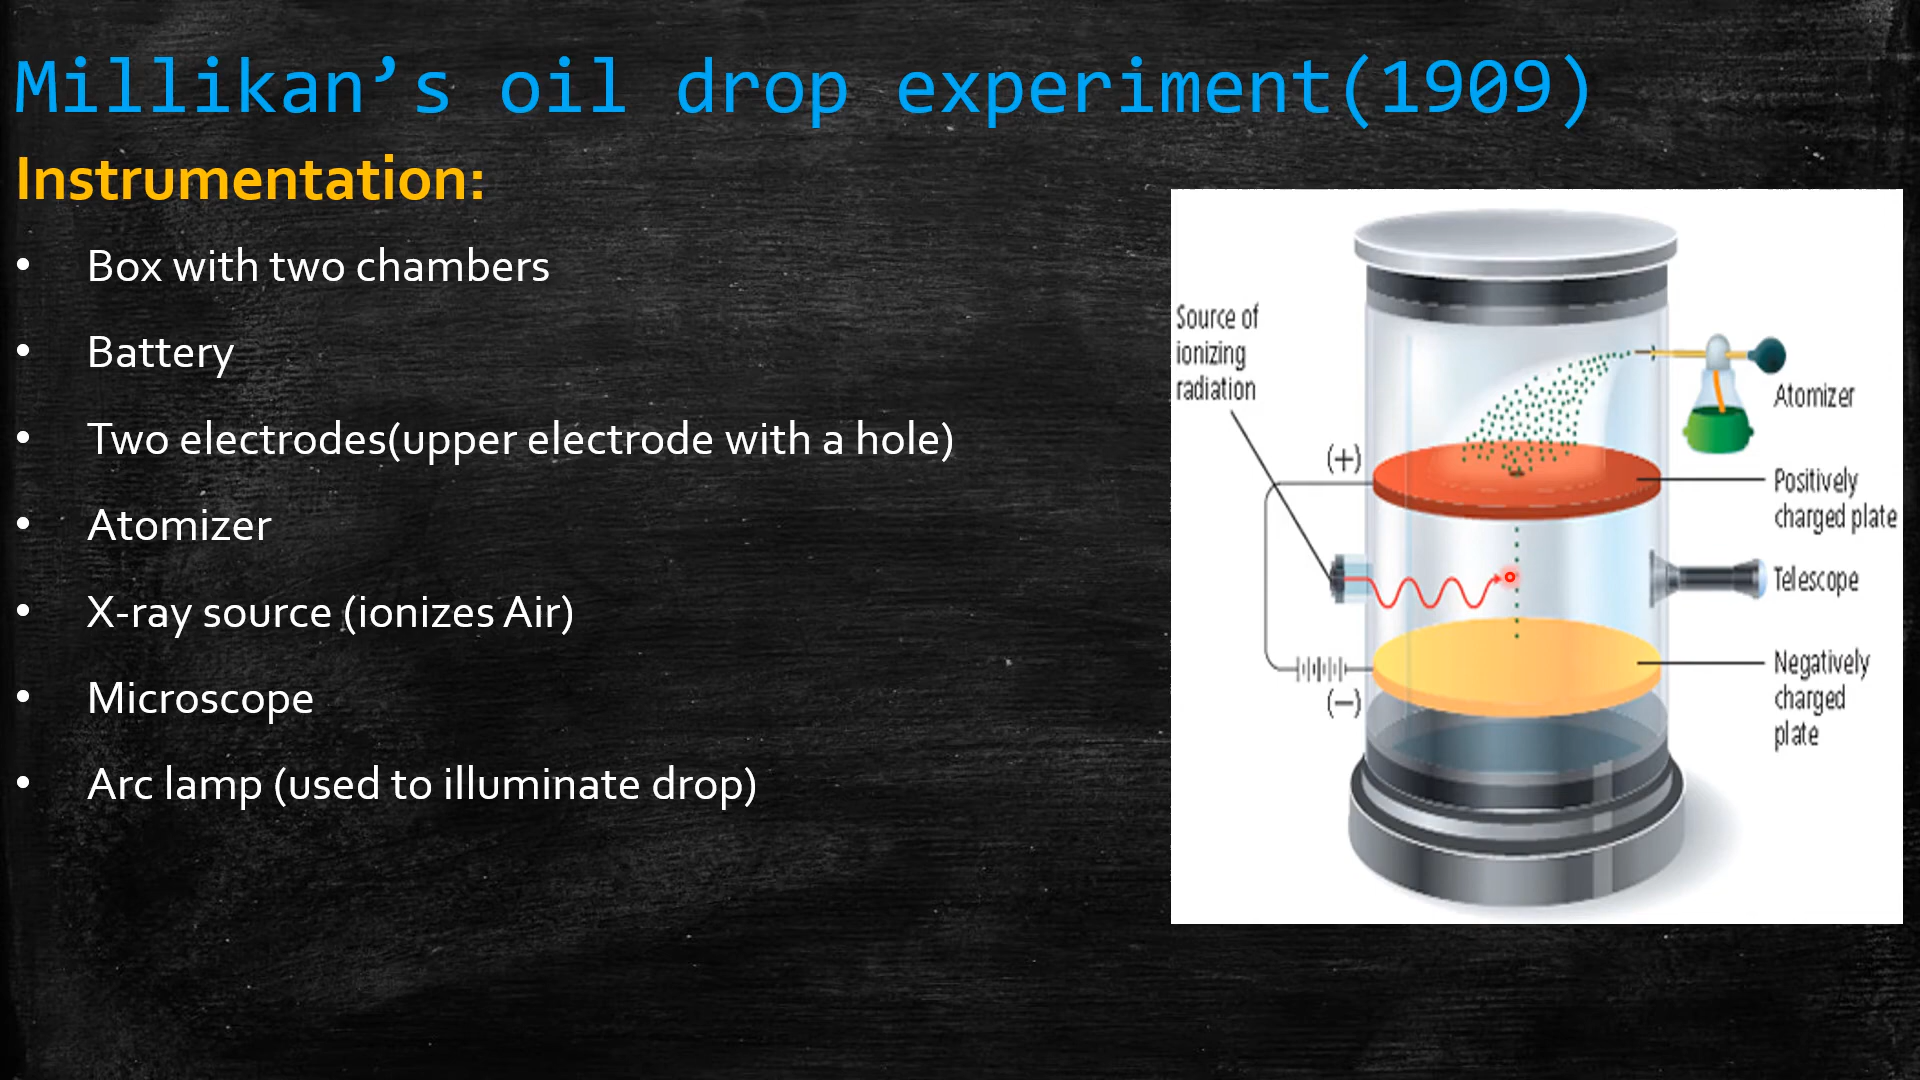 Millikan’s oil drop experiment(1909)
Instrumentation:
• Box with two chambers
• Battery
• Two electrodes(upper electrode with a hole)
• Atomizer
• X-ray source (ionizes Air)
• Microscope
• Arc lamp (used to illuminate drop)
Source of
ionizing
radiation
Atomizer
(+)
Positively
charged plate
Telescope
Negatively
charged
plate
(−)